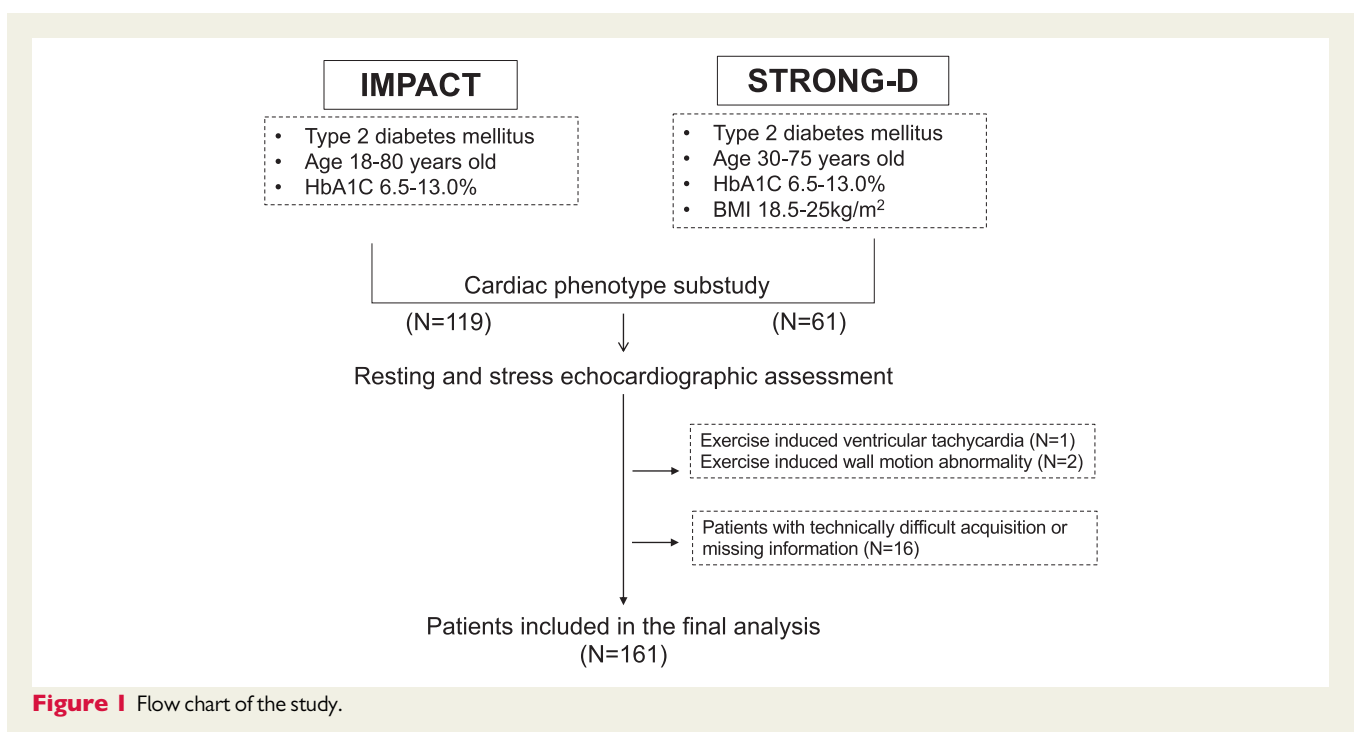 IMPACT
• Type 2 diabetes mellitus
• Age 18-80 years old
• HbA1C 6.5-13.0%
STRONG-D
• Type 2 diabetes mellitus
• Age 30-75 years old
• HbA1C 6.5-13.0%
• BMI 18.5-25kg/m²
Cardiac phenotype substudy
(N=119)
(N=61)
Resting and stress echocardiographic assessment
Exercise induced ventricular tachycardia (N=1)
Exercise induced wall motion abnormality (N=2)
Patients with technically difficult acquisition or
missing information (N=16)
Patients included in the final analysis
(N=161)
Figure 1 Flow chart of the study.